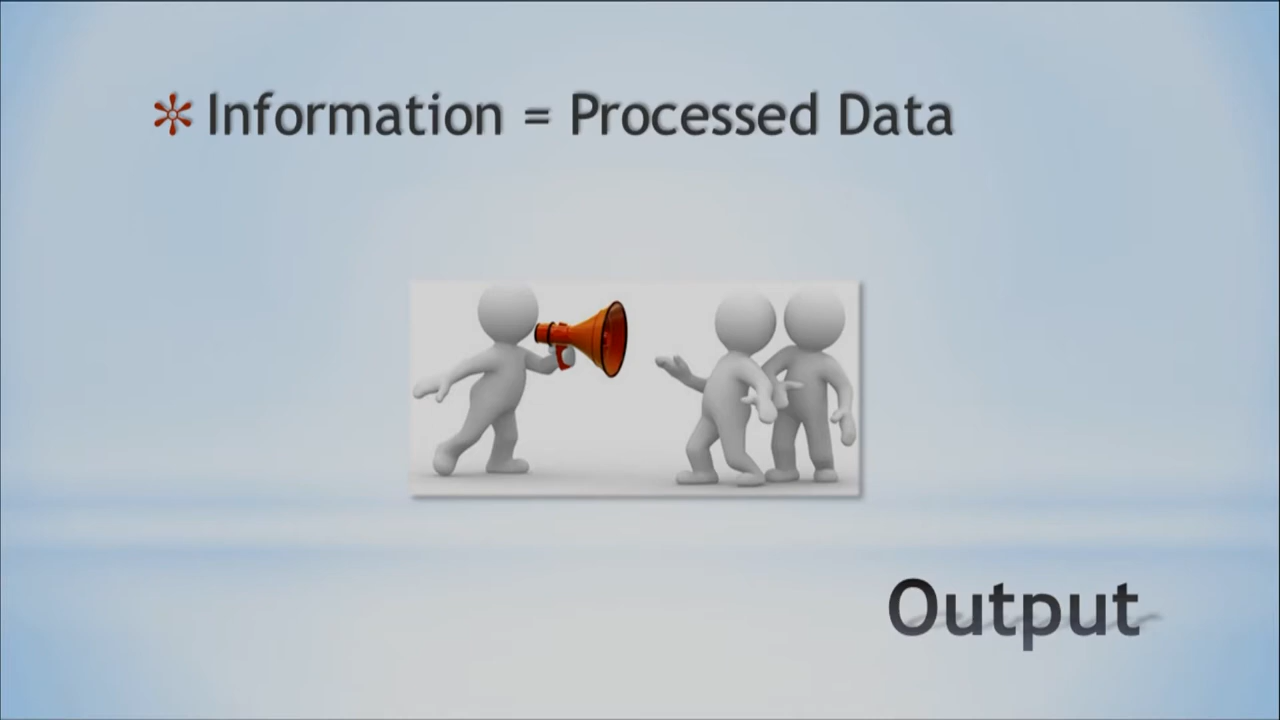 * Information = Processed Data
Output